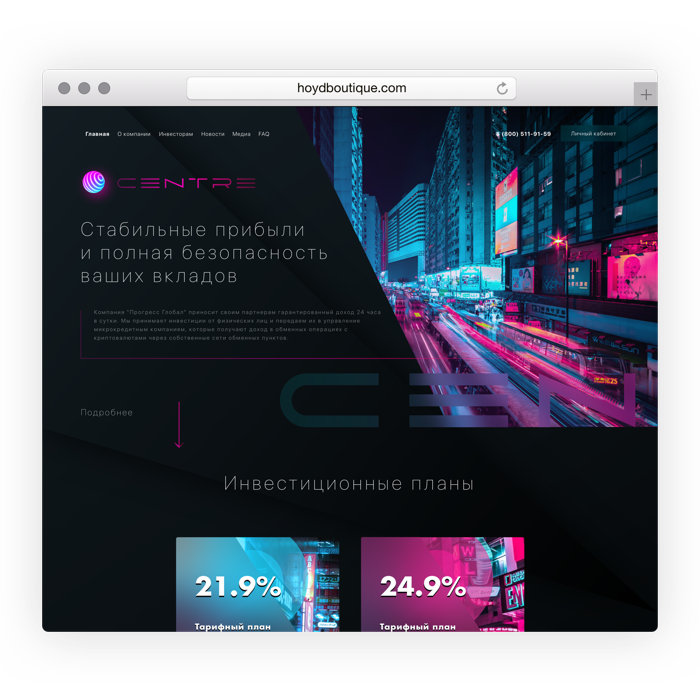 hoydboutique.com
Главная О компании Инвесторам Новости Медиа FAQ
8 (800) 511-91-59 Личный кабинет
CENTRE
Стабильные прибыли
и полная безопасность
ваших вкладов
Компания "Прогресс Глобал" приносит своим партнерам гарантированный доход 24 часа
в сутки. Мы принимает инвестиции от физических лиц и передаем их в управление
микрокредитным компаниям, которые получают доход в обменных операциях с
криптовалютами через собственные сети обменных пунктов.
CEN
Подробнее
Инвестиционные планы
21.9% 24.9%
Тарифный план Тарифный план